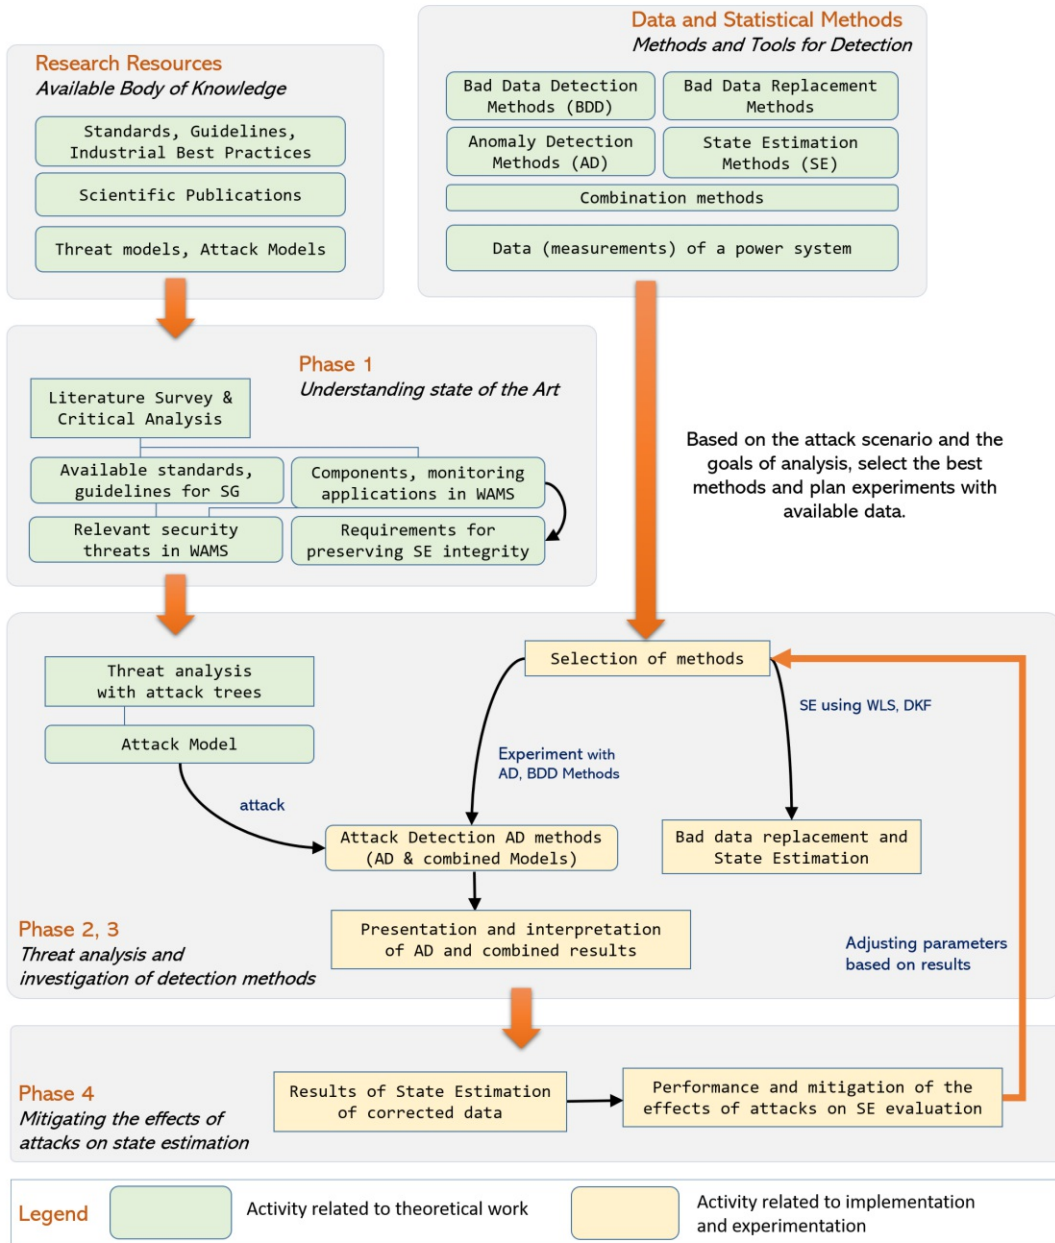 Research Resources
Available Body of Knowledge
Standards, Guidelines,
Industrial Best Practices
Scientific Publications
Threat models, Attack Models
Data and Statistical Methods
Methods and Tools for Detection
Bad Data Detection
Methods (BDD)
Bad Data Replacement
Methods
Anomaly Detection
Methods (AD)
State Estimation
Methods (SE)
Combination methods
Data (measurements) of a power system
Phase 1
Understanding state of the Art
Literature Survey &
Critical Analysis
Available standards,
guidelines for SG
Components, monitoring
applications in WAMS
Relevant security
threats in WAMS
Requirements for
preserving SE integrity
Based on the attack scenario and the
goals of analysis, select the best
methods and plan experiments with
available data.
Threat analysis
with attack trees
Attack Model
attack
Selection of methods
SE using WLS, DKF
Experiment with
AD, BDD Methods
Attack Detection AD methods
(AD & combined Models)
Bad data replacement and
State Estimation
Presentation and interpretation
of AD and combined results
Phase 2, 3
Threat analysis and
investigation of detection methods
Adjusting parameters
based on results
Phase 4
Mitigating the effects of
attacks on state estimation
Results of State Estimation
of corrected data
Performance and mitigation of the
effects of attacks on SE evaluation
Legend
Activity related to theoretical work
Activity related to implementation
and experimentation